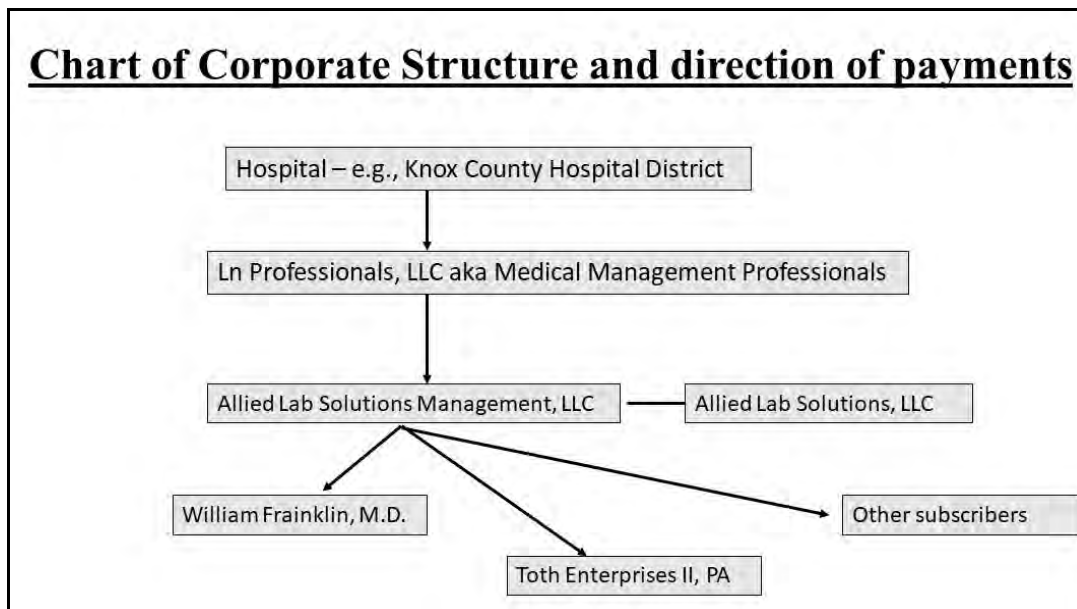 Chart of Corporate Structure and direction of payments
Hospital – e.g., Knox County Hospital District
Ln Professionals, LLC aka Medical Management Professionals
Allied Lab Solutions Management, LLC
Allied Lab Solutions, LLC
William Frainklin, M.D.
Other subscribers
Toth Enterprises II, PA